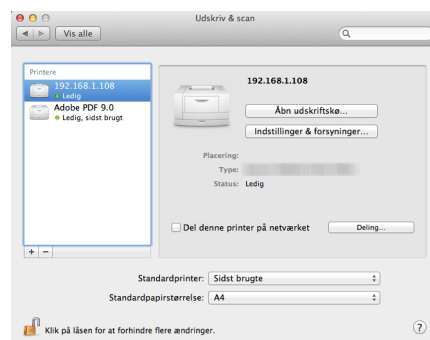 Udskriv & scan
Vis alle
Printere
192.168.1.108
Ledig
Adobe PDF 9.0
Ledig, sidst brugt
192.168.1.108
Åbn udskriftskø...
Indstillinger & forsyninger...
Placering:
Type:
Status: Ledig
Del denne printer på netværket
Deling...
+ −
Standardprinter: Sidst brugte
Standardpapirstørrelse: A4
Klik på låsen for at forhindre flere ændringer.
?